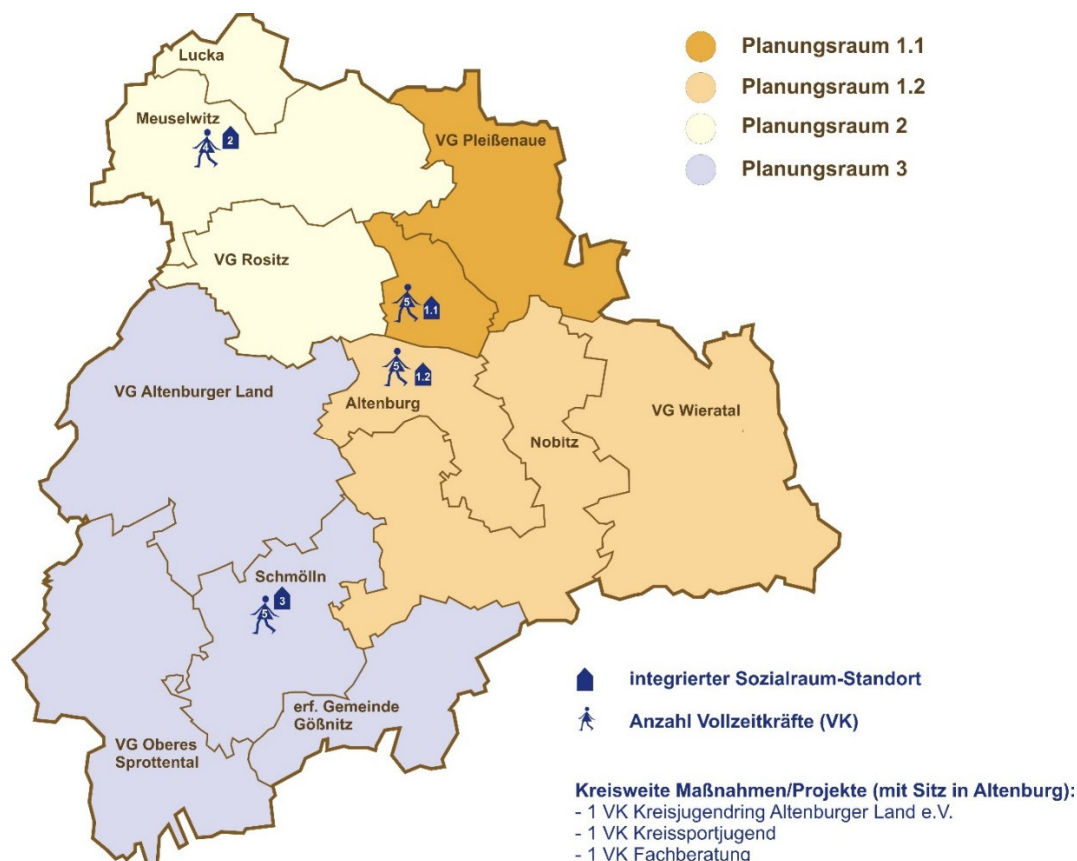 Planungsraum 1.1
Planungsraum 1.2
Planungsraum 2
Planungsraum 3
Lucka
Meuselwitz
4
2
VG Pleißenaue
VG Rositz
5
1.1
5
1.2
VG Altenburger Land
Altenburg
Nobitz
VG Wieratal
Schmölln
5
3
erf. Gemeinde
Gößnitz
VG Oberes
Sprottental
integrierter Sozialraum-Standort
Anzahl Vollzeitkräfte (VK)
Kreisweite Maßnahmen/Projekte (mit Sitz in Altenburg):
- 1 VK Kreisjugendring Altenburger Land e.V.
- 1 VK Kreissportjugend
- 1 VK Fachberatung